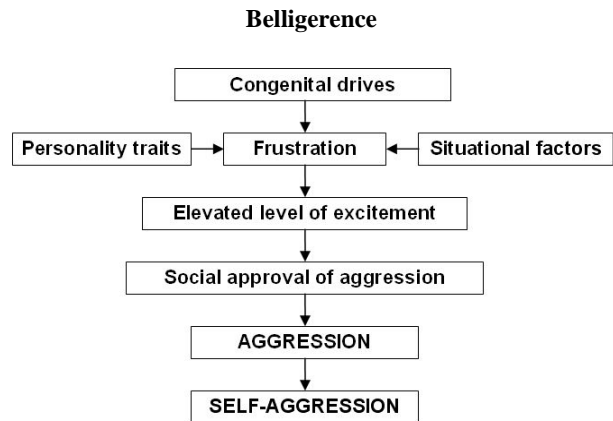 Belligerence
Congenital drives
Personality traits
Frustration
Situational factors
Elevated level of excitement
Social approval of aggression
AGGRESSION
SELF-AGGRESSION